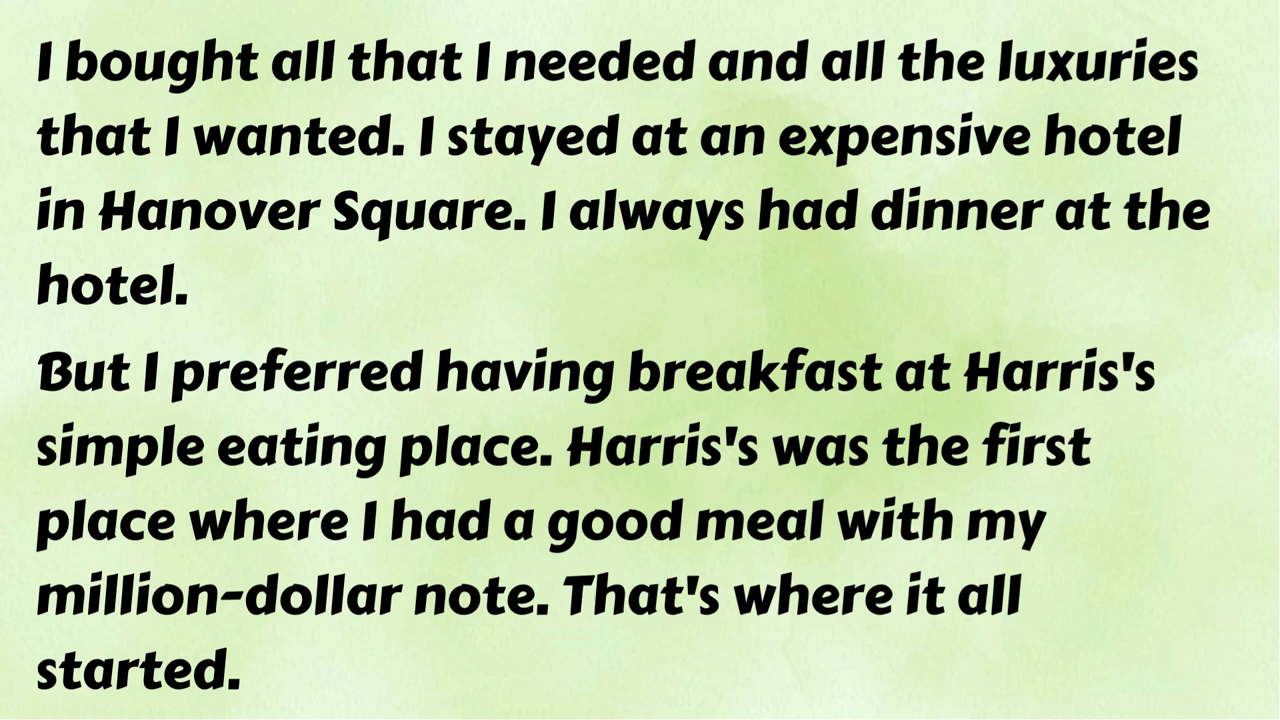 I bought all that I needed and all the luxuries
that I wanted. I stayed at an expensive hotel
in Hanover Square. I always had dinner at the
hotel.
But I preferred having breakfast at Harris's
simple eating place. Harris's was the first
place where I had a good meal with my
million-dollar note. That's where it all
started.